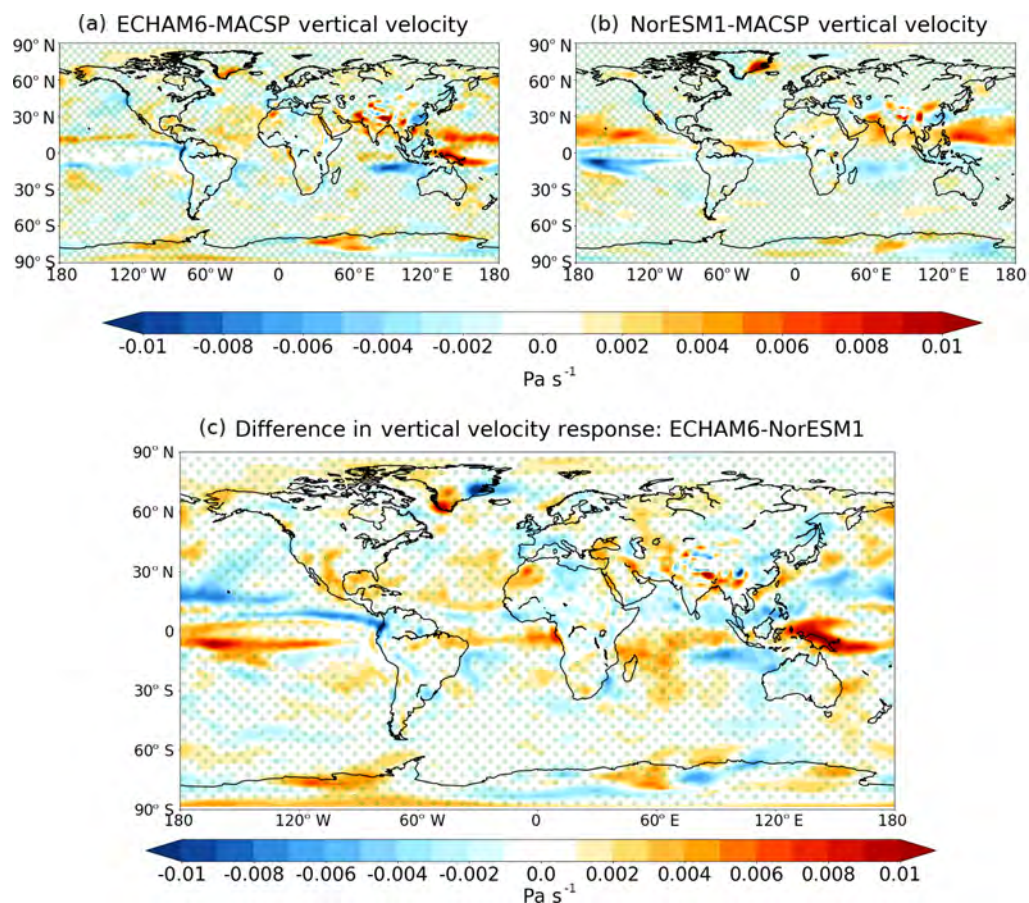 (a) ECHAM6-MACSP vertical velocity
(b) NorESM1-MACSP vertical velocity
90° N
60° N
30° N
0
30° S
60° S
90° S
180 120° W 60° W 0 60° E 120° E 180
90° N
60° N
30° N
0
30° S
60° S
90° S
180 120° W 60° W 0 60° E 120° E 180
-0.01 -0.008 -0.006 -0.004 -0.002 0.0 0.002 0.004 0.006 0.008 0.01
Pa s⁻¹
(c) Difference in vertical velocity response: ECHAM6-NorESM1
90° N
60° N
30° N
0
30° S
60° S
90° S
180 120° W 60° W 0 60° E 120° E 180
-0.01 -0.008 -0.006 -0.004 -0.002 0.0 0.002 0.004 0.006 0.008 0.01
Pa s⁻¹